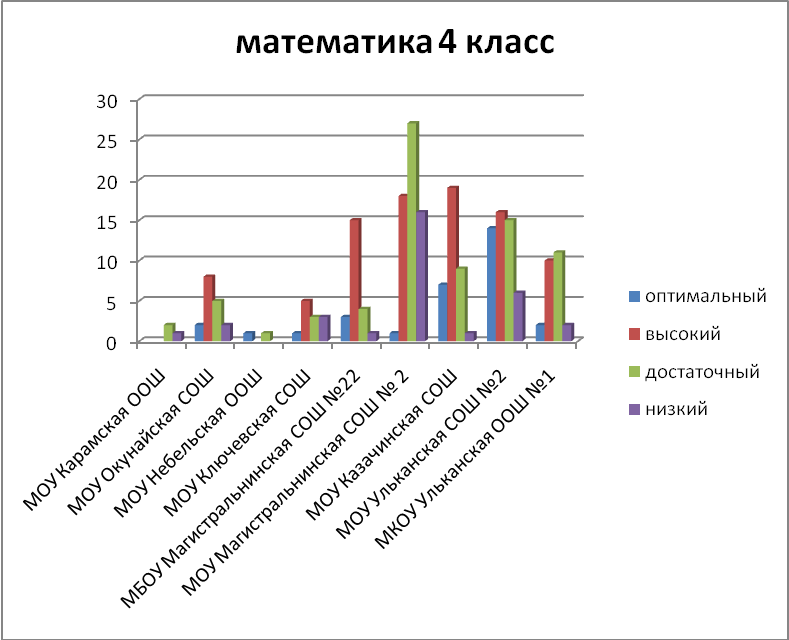 математика 4 класс
30
25
20
15
10
5
0
МОУ Карамская ООШ
МОУ Окунайская СОШ
МОУ Небельская ООШ
МОУ Ключевская СОШ
МБОУ Магистральнинская СОШ №22
МОУ Магистральнинская СОШ № 2
МОУ Казачинская СОШ
МОУ Ульканская СОШ №2
МКОУ Ульканская ООШ №1
оптимальный
высокий
достаточный
низкий